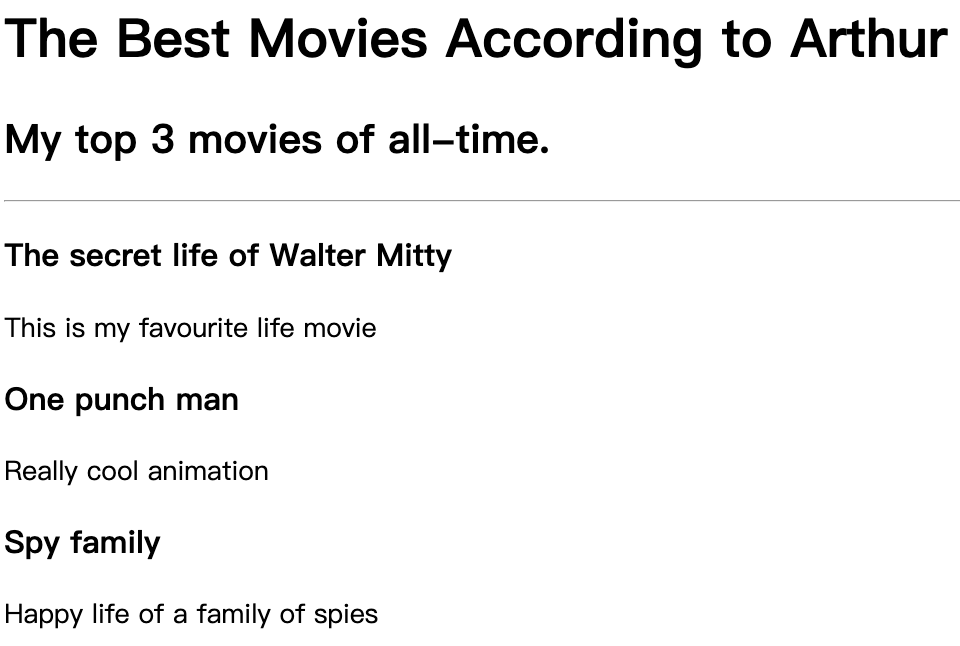 The Best Movies According to Arthur
My top 3 movies of all-time.
The secret life of Walter Mitty
This is my favourite life movie
One punch man
Really cool animation
Spy family
Happy life of a family of spies